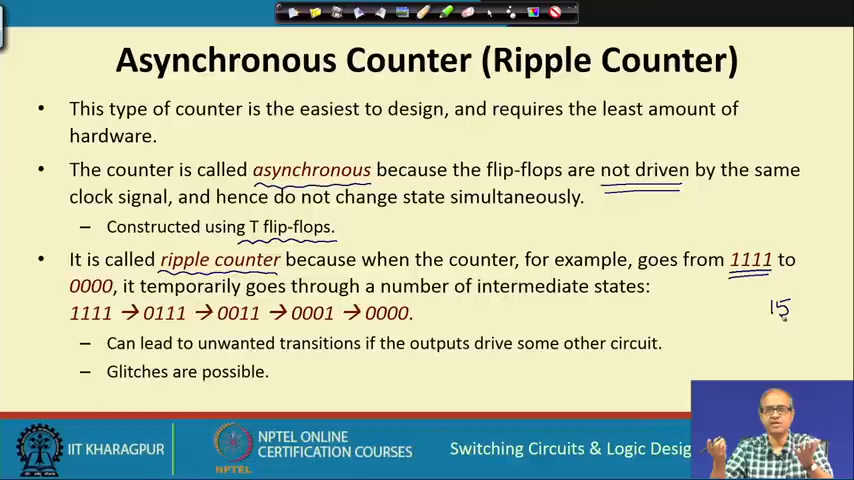 Asynchronous Counter (Ripple Counter)
• This type of counter is the easiest to design, and requires the least amount of
hardware.
• The counter is called asynchronous because the flip-flops are not driven by the same
clock signal, and hence do not change state simultaneously.
– Constructed using T flip-flops.
• It is called ripple counter because when the counter, for example, goes from 1111 to
0000, it temporarily goes through a number of intermediate states:
1111 → 0111 → 0011 → 0001 → 0000.
15
– Can lead to unwanted transitions if the outputs drive some other circuit.
– Glitches are possible.
IIT KHARAGPUR
NPTEL
NPTEL ONLINE
CERTIFICATION COURSES
Switching Circuits & Logic Desig